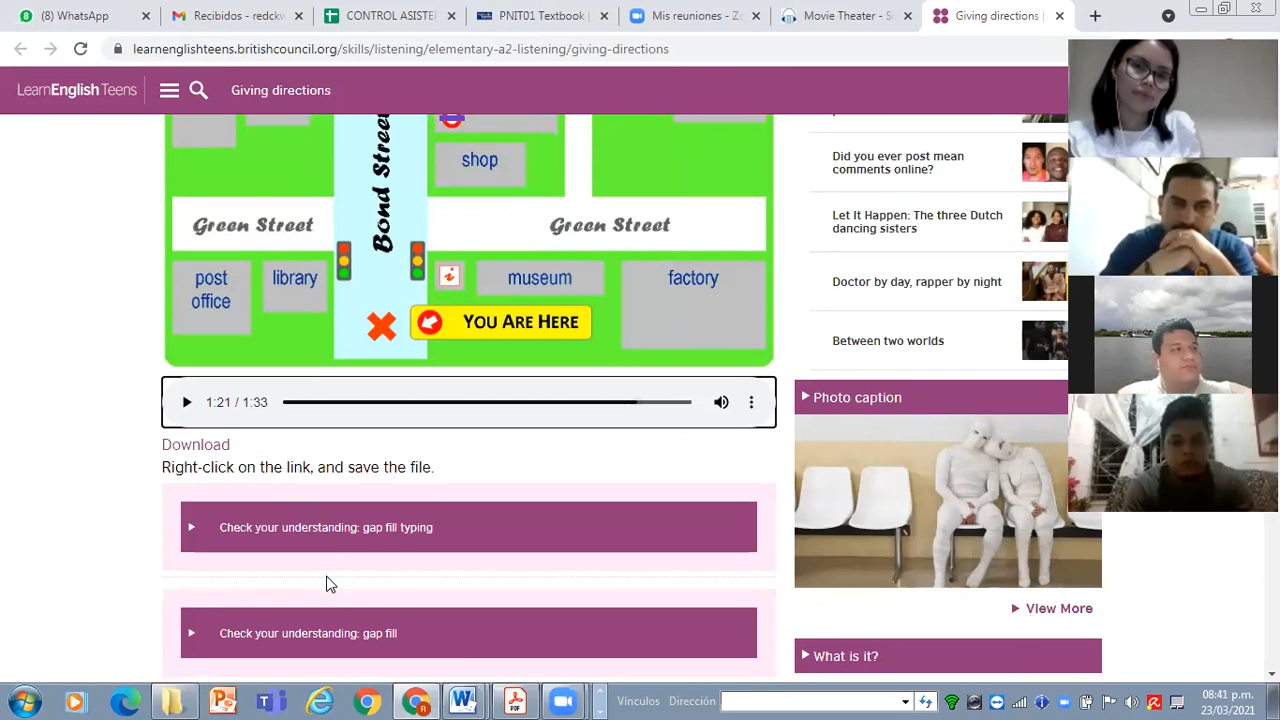 (8) WhatsApp
Recibidos - redckw
CONTROL ASISTE
PNIT01 Textbook
Mis reuniones - Zo
Movie Theater - S
Giving directions |
learnenglishteens.britishcouncil.org/skills/listening/elementary-a2-listening/giving-directions
LearnEnglish Teens
Giving directions
Bond Street
shop
Green Street
Green Street
post
office
library
i
museum
factory
YOU ARE HERE
1:21 / 1:33
Download
Right-click on the link, and save the file.
Check your understanding: gap fill typing
Check your understanding: gap fill
Did you ever post mean
comments online?
Let It Happen: The three Dutch
dancing sisters
Doctor by day, rapper by night
Between two worlds
Photo caption
View More
What is it?
Vínculos
Dirección
08:41 p.m.
23/03/2021